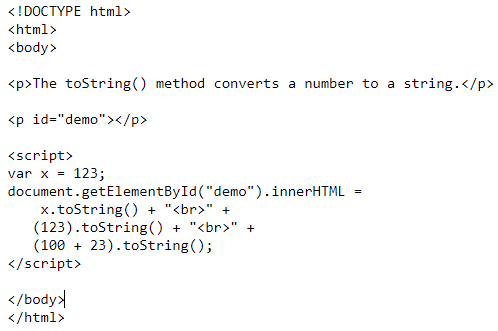 <!DOCTYPE html>
<html>
<body>

<p>The toString() method converts a number to a string.</p>

<p id="demo"></p>

<script>
var x = 123;
document.getElementById("demo").innerHTML =
    x.toString() + "<br>" +
   (123).toString() + "<br>" +
   (100 + 23).toString();
</script>

</body>
</html>